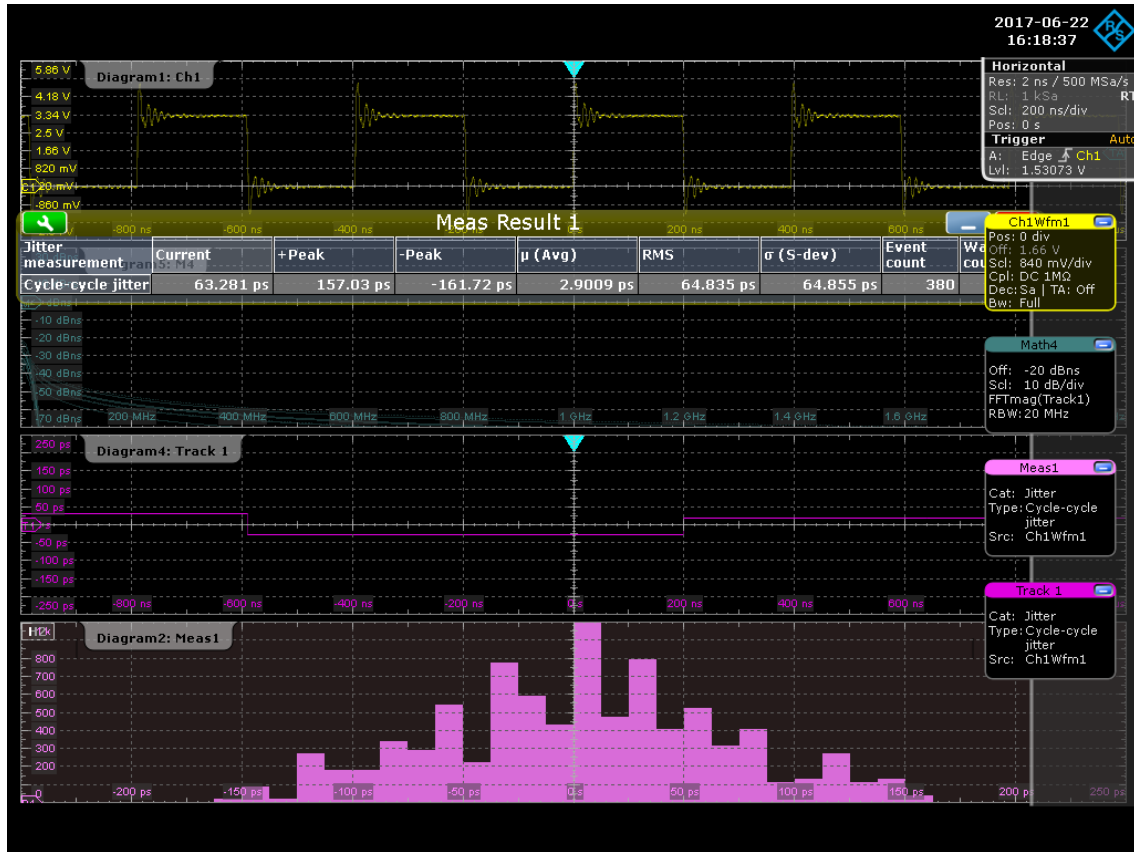 2017-06-22
16:18:37
Horizontal
Res: 2 ns / 500 MSa/s
RL: 1 kSa RT
Scl: 200 ns/div
Pos: 0 s
Trigger Auto
A: Edge Ch1
Lvl: 1.53073 V
Diagram1: Ch1
5.86 V
4.18 V
3.34 V
2.5 V
1.66 V
820 mV
-20 mV
-860 mV
-800 ns -600 ns -400 ns -200 ns 200 ns 400 ns 600 ns
Meas Result 1
Jitter measurement Current +Peak -Peak µ (Avg) RMS σ (S-dev) Event count
Cycle-cycle jitter 63.281 ps 157.03 ps -161.72 ps 2.9009 ps 64.835 ps 64.855 ps 380
Diagram5: M4
Ch1Wfm1
Pos: 0 div
Off: 1.66 V
Scl: 840 mV/div
Cpl: DC 1MΩ
Dec: Sa | TA: Off
Bw: Full
-10 dBns
-20 dBns
-30 dBns
-40 dBns
-50 dBns
-70 dBns
200 MHz 400 MHz 600 MHz 800 MHz 1 GHz 1.2 GHz 1.4 GHz 1.6 GHz
Math4
Off: -20 dBns
Scl: 10 dB/div
FFTmag(Track1)
RBW: 20 MHz
Diagram4: Track 1
250 ps
150 ps
100 ps
50 ps
-50 ps
-100 ps
-150 ps
-250 ps
-800 ns -600 ns -400 ns -200 ns 0 s 200 ns 400 ns 600 ns
Meas1
Cat: Jitter
Type: Cycle-cycle
jitter
Src: Ch1Wfm1
Track 1
Cat: Jitter
Type: Cycle-cycle
jitter
Src: Ch1Wfm1
Diagram2: Meas1
800
700
600
500
400
300
200
0
-200 ps -150 ps -100 ps -50 ps 0 s 50 ps 100 ps 150 ps 200 p 250 ps